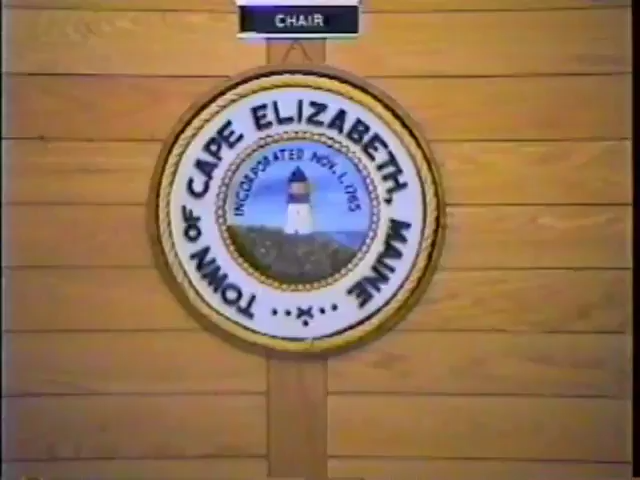 CHAIR
TOWN OF CAPE ELIZABETH, MAINE
INCORPORATED NOV. 1, 1765